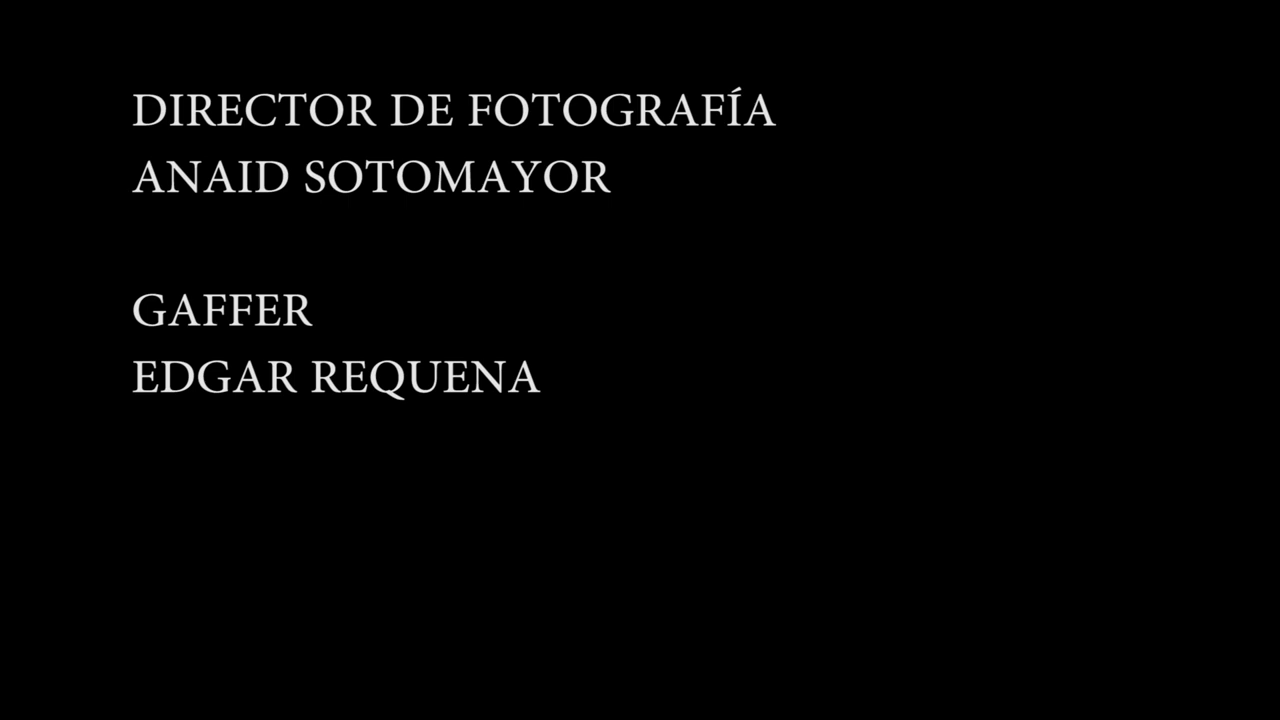 DIRECTOR DE FOTOGRAFÍA
ANAID SOTOMAYOR
GAFFER
EDGAR REQUENA